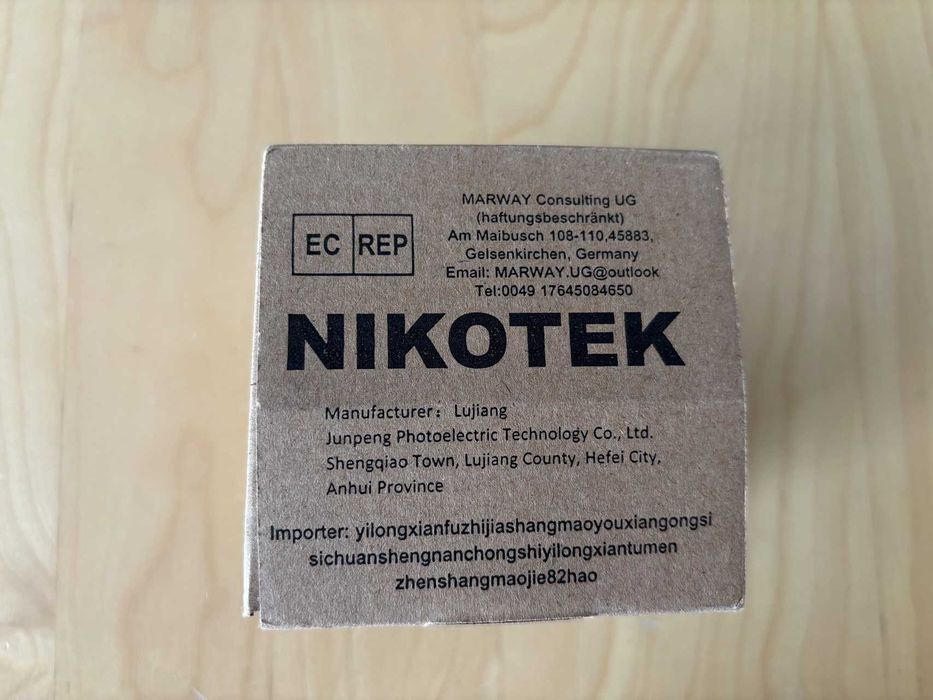 EC REP
MARWAY Consulting UG
(haftungsbeschränkt)
Am Maibusch 108-110,45883,
Gelsenkirchen, Germany
Email: MARWAY.UG@outlook
Tel:0049 17645084650
NIKOTEK
Manufacturer: Lujiang
Junpeng Photoelectric Technology Co., Ltd.
Shengqiao Town, Lujiang County, Hefei City,
Anhui Province
Importer: yilongxianfuzhijiashangmaoyouxiangongsi
sichuanshengnanchongshiyilongxiantumen
zhenshangmaojie82hao